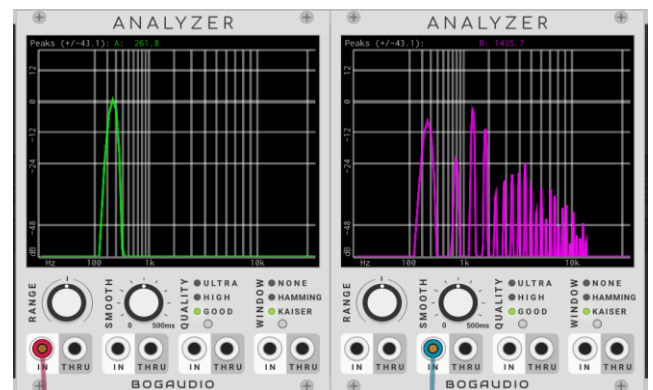 ANALYZER
Peaks (+/-43.1): A: 261.8
12
0
-12
-24
-48
dB
Hz 100 1k 10k
RANGE
SMOOTH
0 500ms
QUALITY
ULTRA
HIGH
GOOD
WINDOW
NONE
HAMMING
KAISER
IN THRU IN THRU IN THRU IN THRU
BOGAUDIO
ANALYZER
Peaks (+/-43.1): B: 1435.7
12
0
-12
-24
-48
dB
Hz 100 1k 10k
RANGE
SMOOTH
0 500ms
QUALITY
ULTRA
HIGH
GOOD
WINDOW
NONE
HAMMING
KAISER
IN THRU IN THRU IN THRU IN THRU
BOGAUDIO